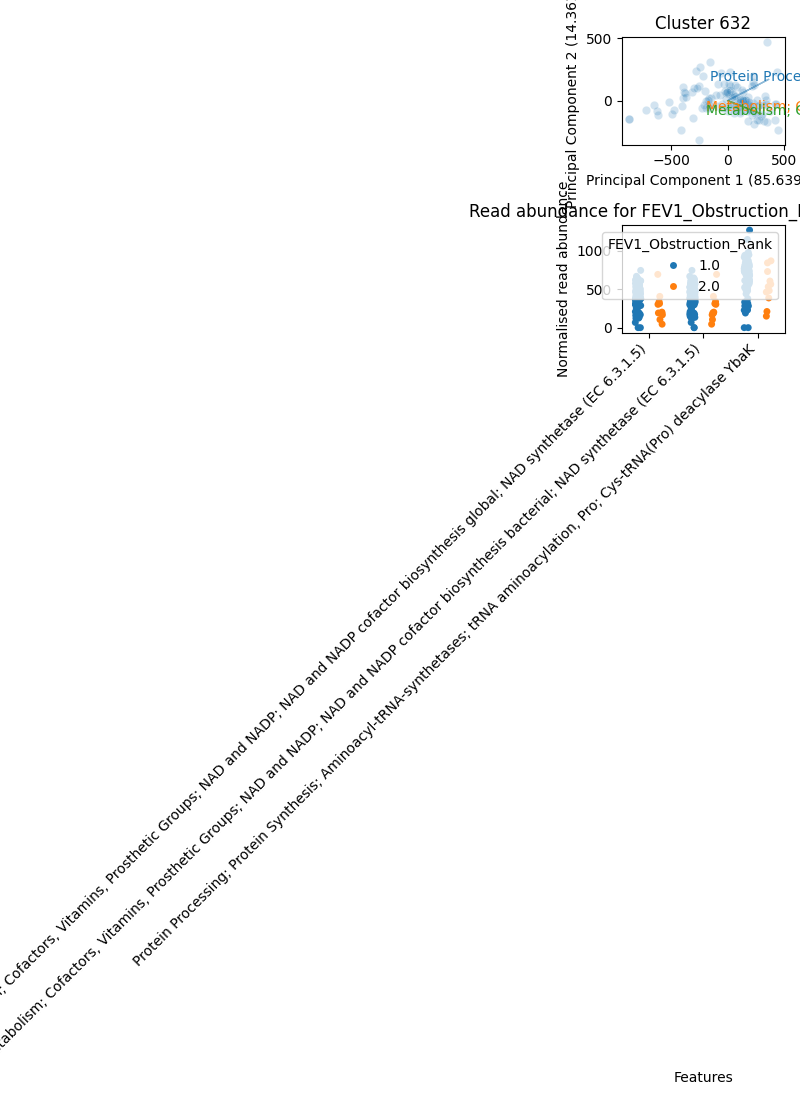 Cluster 632
Principal Component 2 (14.36
500
0
Protein Proce
Metabolism; C
−500
0
500
Principal Component 1 (85.639
Read abundance for FEV1_Obstruction_
Normalised read abundance
1000
500
0
FEV1_Obstruction_Rank
1.0
2.0
; Cofactors, Vitamins, Prosthetic Groups; NAD and NADP; NAD and NADP cofactor biosynthesis global; NAD synthetase (EC 6.3.1.5)
tabolism; Cofactors, Vitamins, Prosthetic Groups; NAD and NADP; NAD and NADP cofactor biosynthesis bacterial; NAD synthetase (EC 6.3.1.5)
Protein Processing; Protein Synthesis; Aminoacyl-tRNA-synthetases; tRNA aminoacylation, Pro; Cys-tRNA(Pro) deacylase YbaK
Features